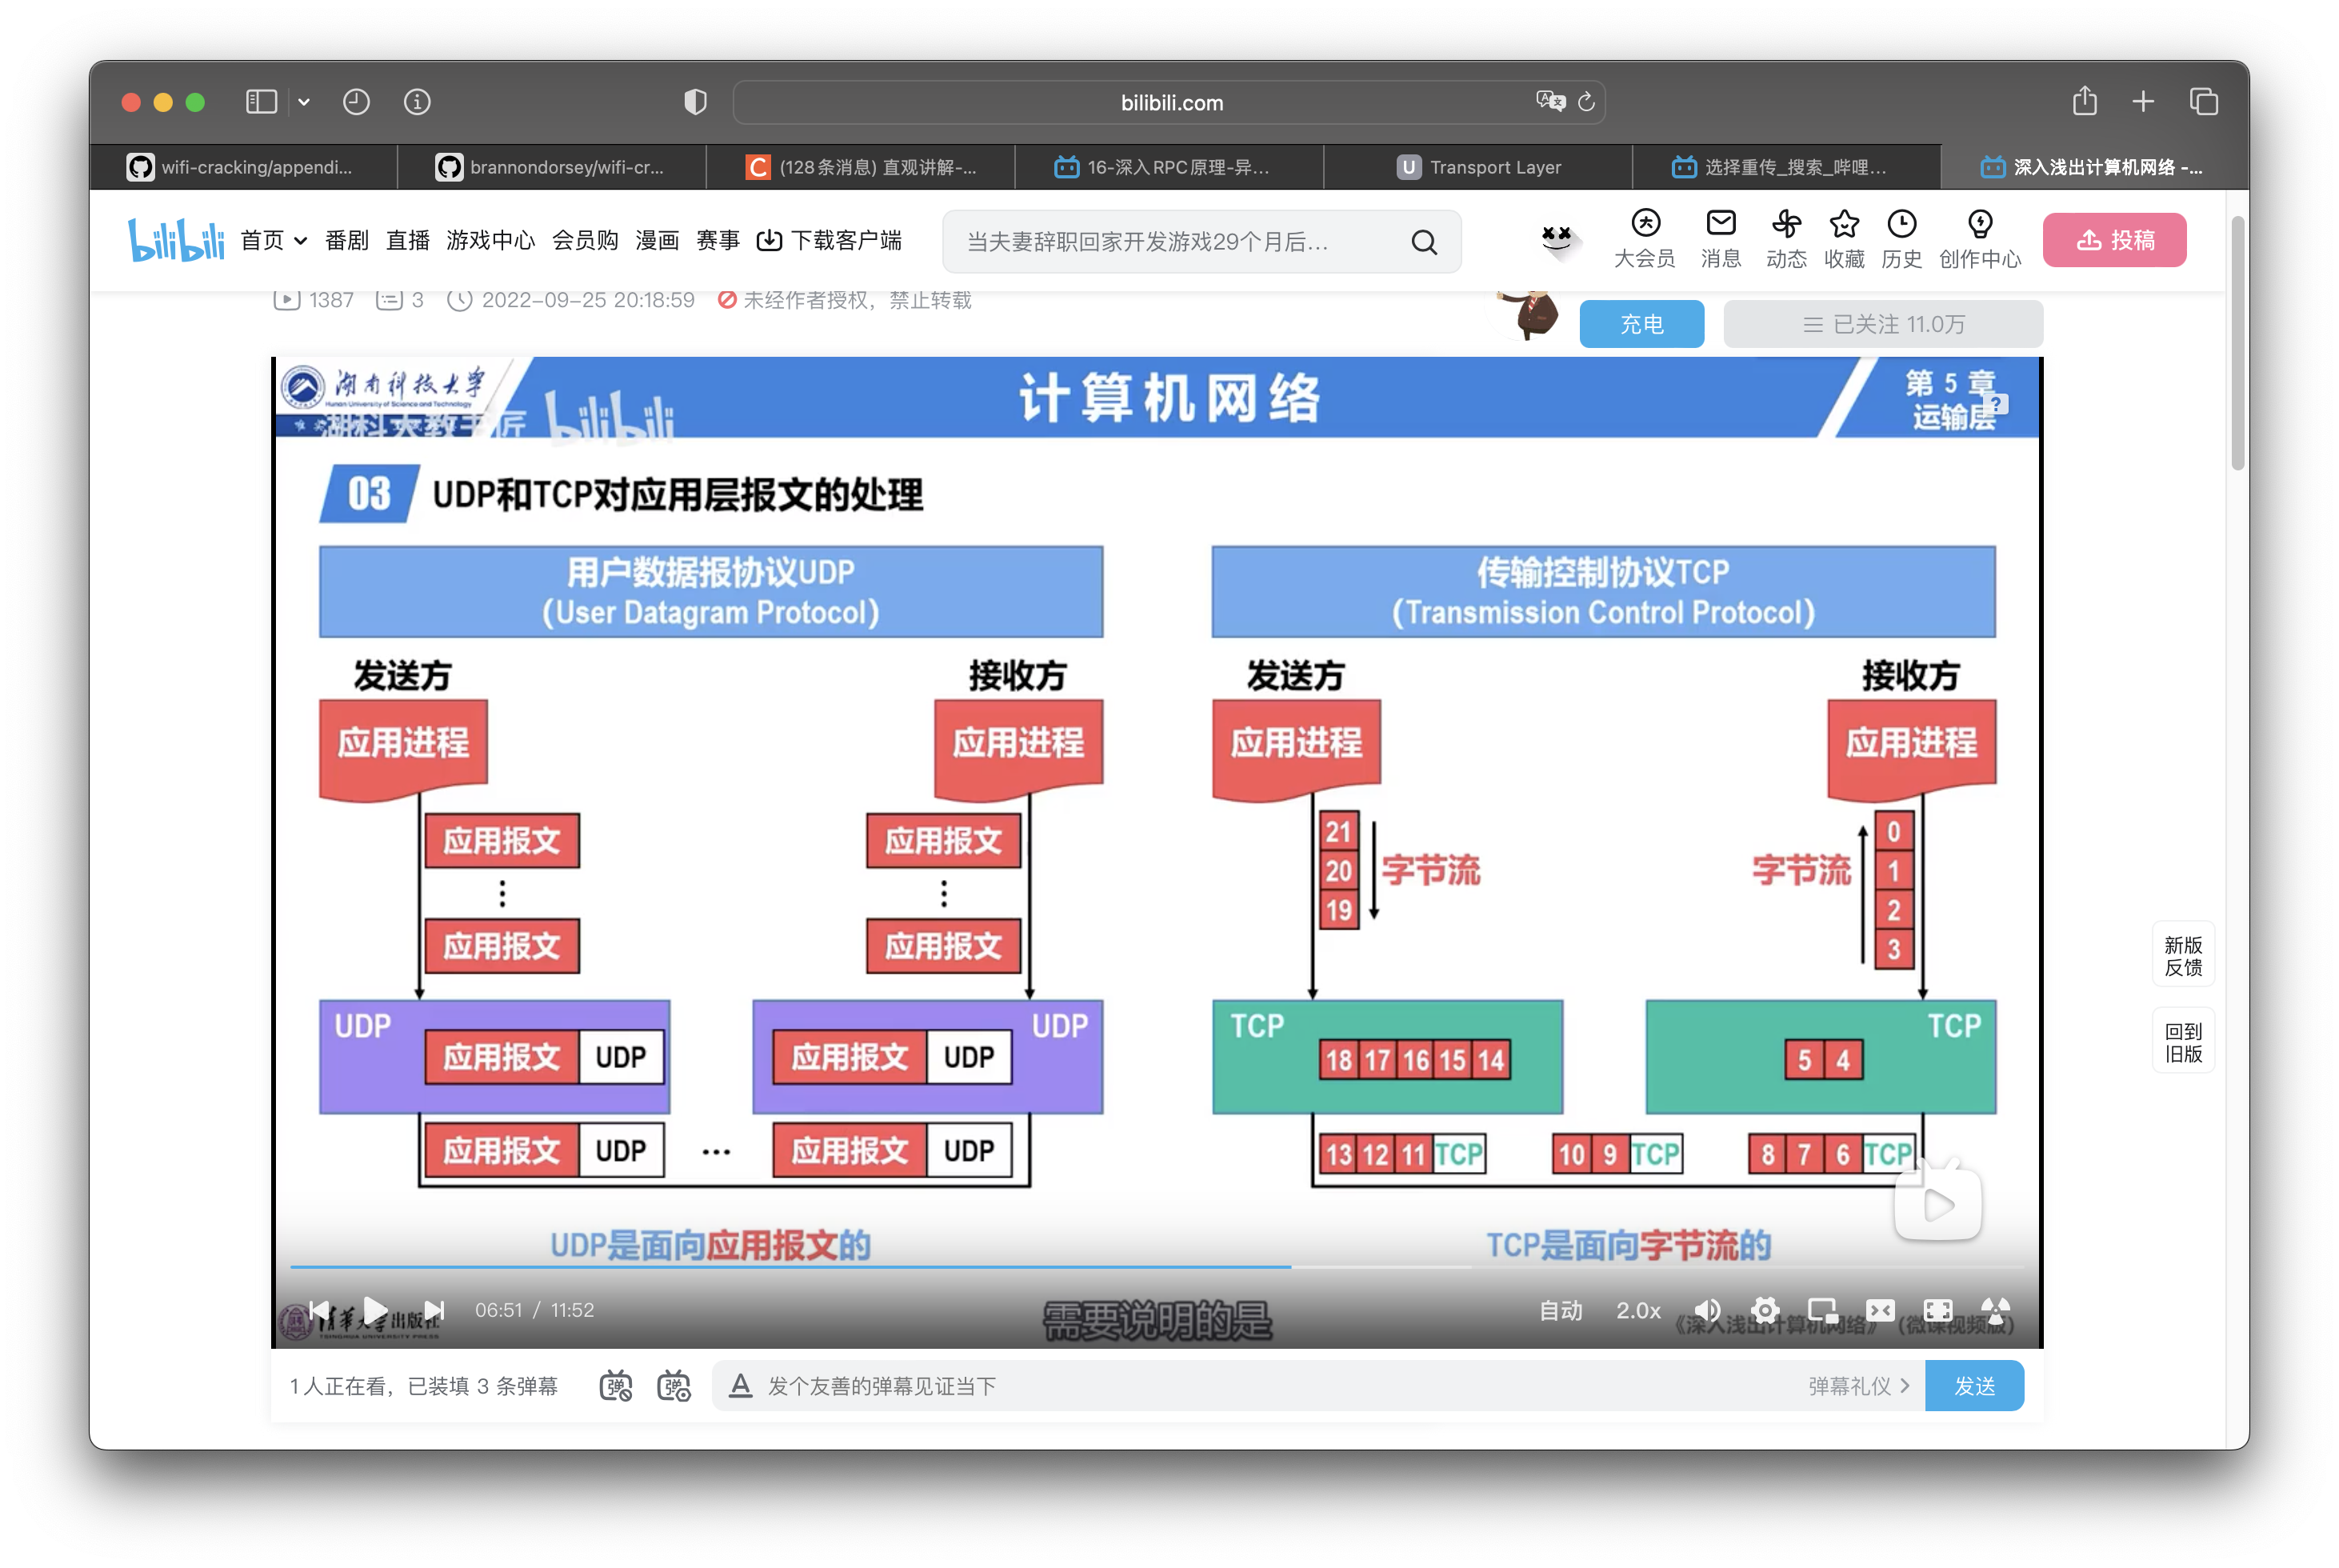 bilibili.com
wifi-cracking/appendi...
brannondorsey/wifi-cr...
(128条消息) 直观讲解-...
16-深入RPC原理-异...
U Transport Layer
选择重传_搜索_哔哩...
深入浅出计算机网络 -...
bilibili 首页 番剧 直播 游戏中心 会员购 漫画 赛事 下载客户端
当夫妻辞职回家开发游戏29个月后...
大会员 消息 动态 收藏 历史 创作中心
投稿
1387 3 2022-09-25 20:18:59 未经作者授权，禁止转载
充电
已关注 11.0万
湖南科技大学
Hunan University of Science and Technology
湖科大教书匠 bilibili
计算机网络
第 5 章
运输层
03 UDP和TCP对应用层报文的处理
用户数据报协议UDP
(User Datagram Protocol)
传输控制协议TCP
(Transmission Control Protocol)
发送方 接收方 发送方 接收方
应用进程 应用进程 应用进程 应用进程
应用报文 应用报文
应用报文 应用报文
21
20
19
字节流
字节流
0
1
2
3
UDP UDP TCP TCP
应用报文 UDP 应用报文 UDP
18 17 16 15 14
5 4
应用报文 UDP ... 应用报文 UDP
13 12 11 TCP
10 9 TCP
8 7 6 TCP
UDP是面向应用报文的
TCP是面向字节流的
06:51 / 11:52
需要说明的是
自动 2.0x
清华大学出版社
TSINGHUA UNIVERSITY PRESS
《深入浅出计算机网络》（微课视频版）
1人正在看，已装填 3 条弹幕
发个友善的弹幕见证当下
弹幕礼仪
发送
新版
反馈
回到
旧版